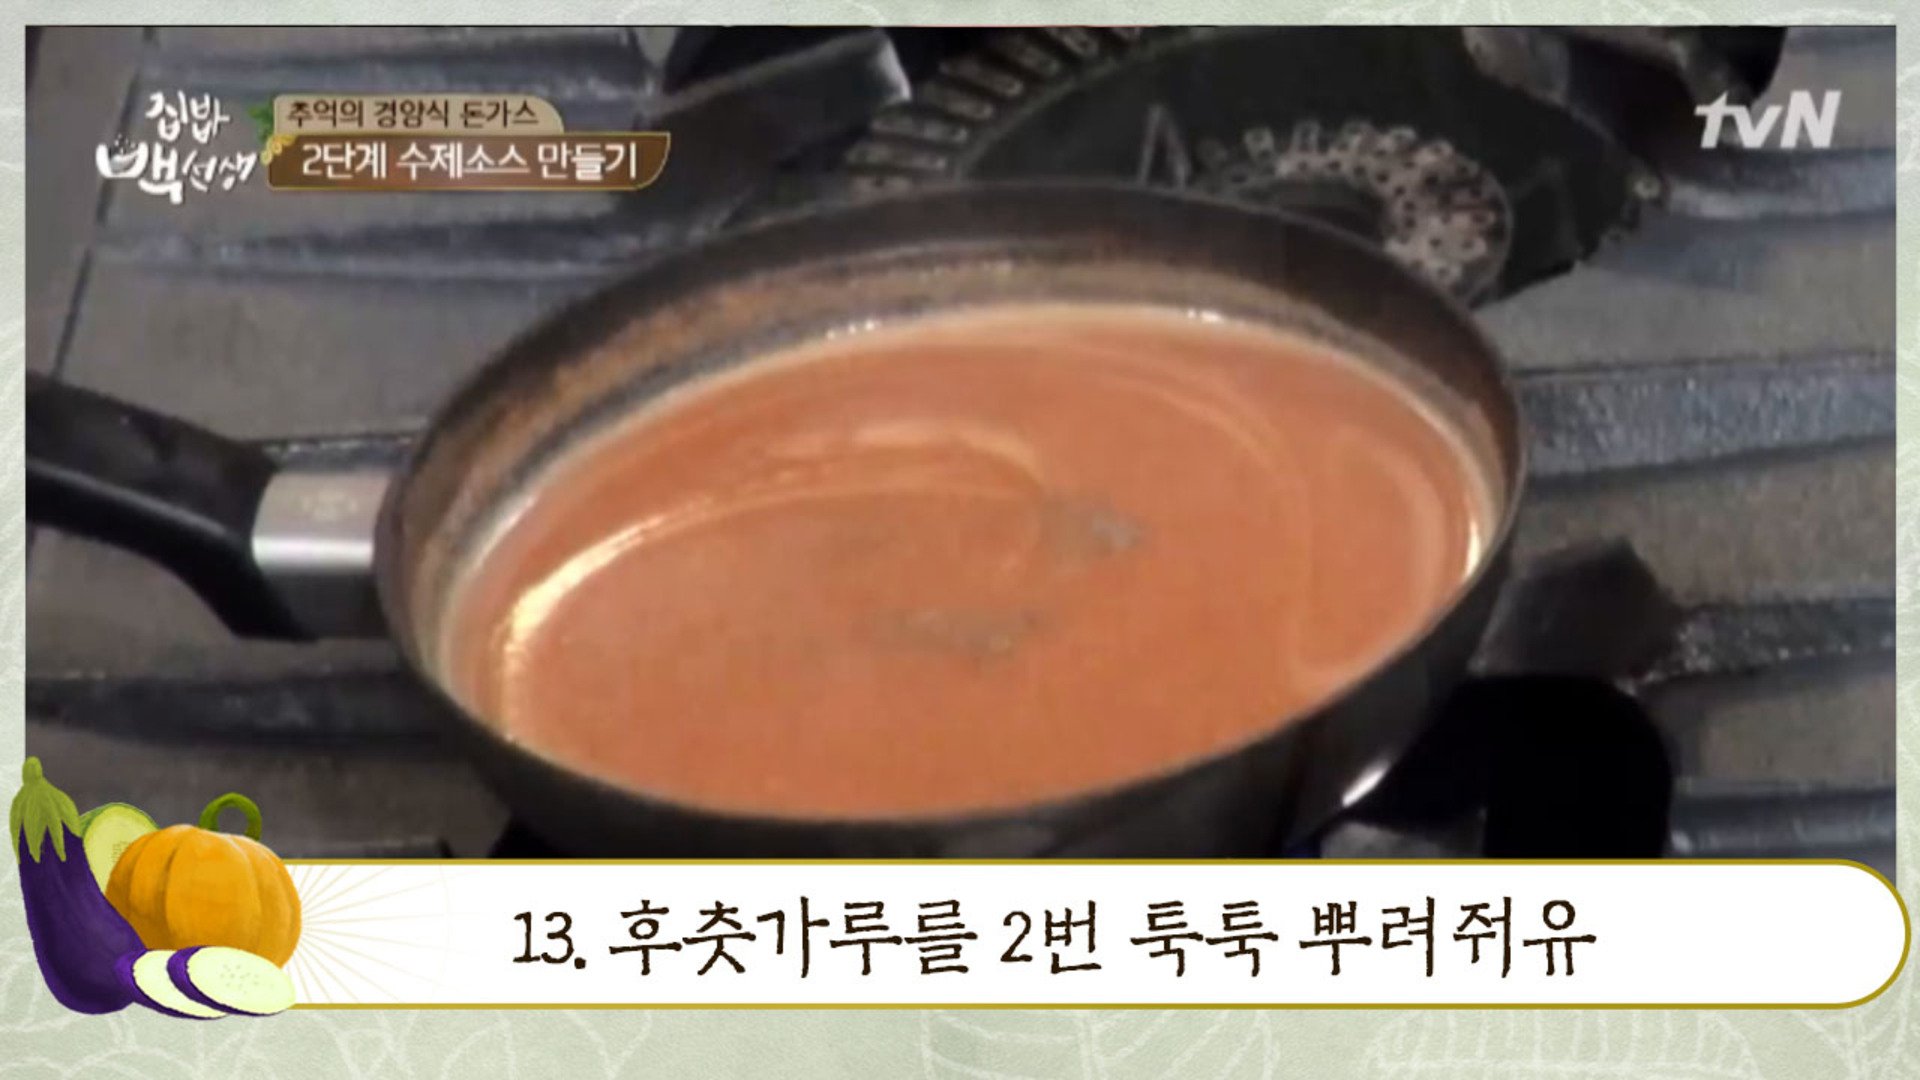 집밥
백선생
추억의 경양식 돈가스
2단계 수제소스 만들기
tvN
13. 후춧가루를 2번 툭툭 뿌려줘유